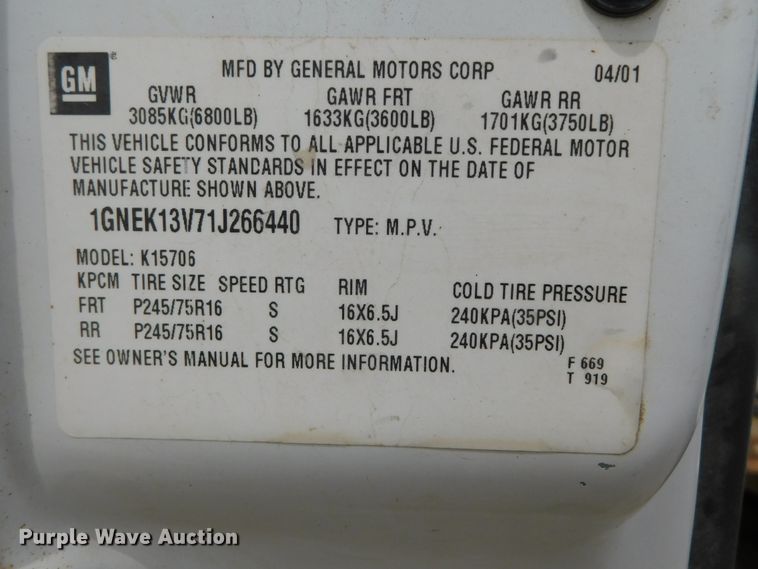 GM
MFD BY GENERAL MOTORS CORP 04/01
GVWR GAWR FRT GAWR RR
3085KG(6800LB) 1633KG(3600LB) 1701KG(3750LB)
THIS VEHICLE CONFORMS TO ALL APPLICABLE U.S. FEDERAL MOTOR
VEHICLE SAFETY STANDARDS IN EFFECT ON THE DATE OF
MANUFACTURE SHOWN ABOVE.
1GNEK13V71J266440 TYPE: M.P.V.
MODEL: K15706
KPCM TIRE SIZE SPEED RTG RIM COLD TIRE PRESSURE
FRT P245/75R16 S 16X6.5J 240KPA(35PSI)
RR P245/75R16 S 16X6.5J 240KPA(35PSI)
SEE OWNER'S MANUAL FOR MORE INFORMATION. F 669
T 919
Purple Wave Auction